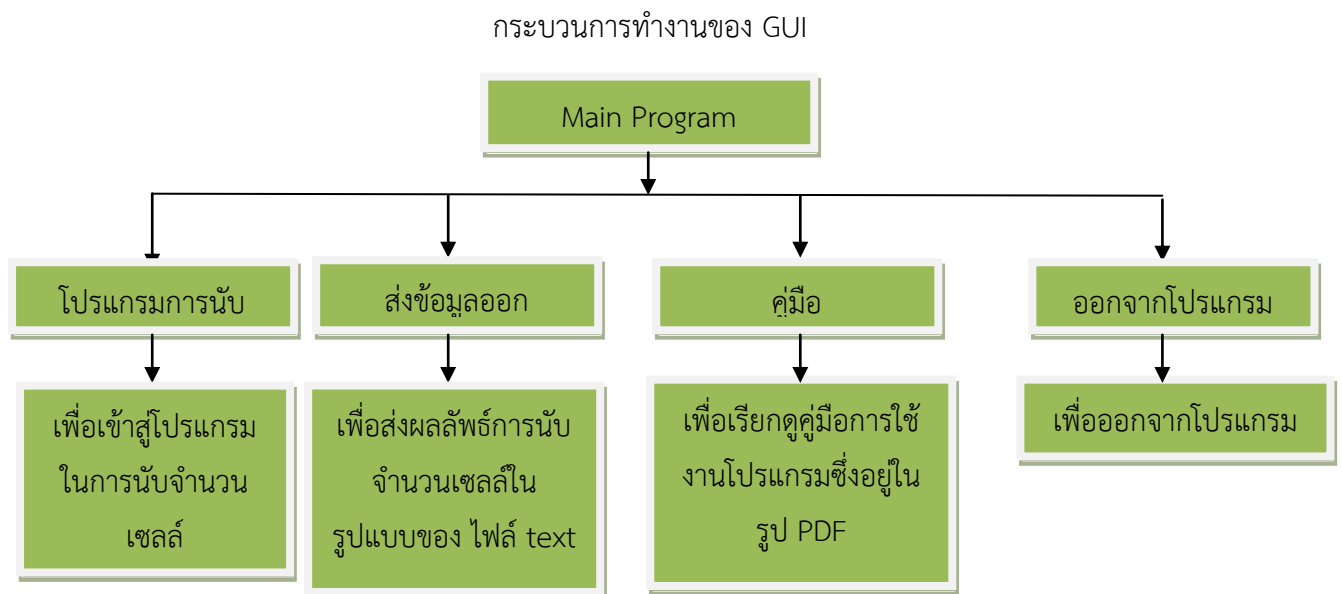 กระบวนการทำงานของ GUI
Main Program
โปรแกรมการนับ
ส่งข้อมูลออก
คู่มือ
ออกจากโปรแกรม
เพื่อเข้าสู่โปรแกรม
ในการนับจำนวน
เซลล์
เพื่อส่งผลลัพธ์การนับ
จำนวนเซลล์ใน
รูปแบบของ ไฟล์ text
เพื่อเรียกดูคู่มือการใช้
งานโปรแกรมซึ่งอยู่ใน
รูป PDF
เพื่อออกจากโปรแกรม